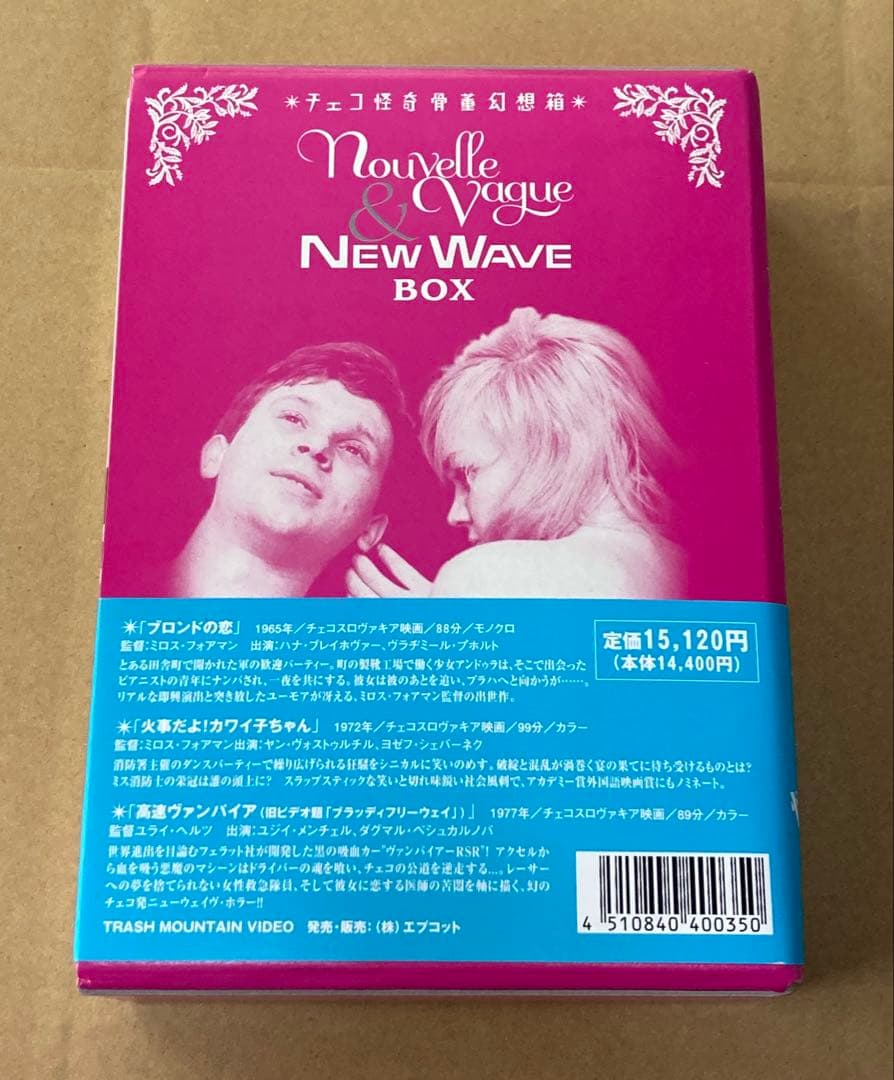 ✴チェコ怪奇骨董幻想箱✴
Nouvelle
& Vague
NEW WAVE
BOX
✴「ブロンドの恋」 1965年/チェコスロヴァキア映画/88分/モノクロ
監督:ミロス・フォアマン 出演:ハナ・ブレイホヴァー、ヴラヂミール・プホルト
とある田舎町で開かれた軍の歓迎パーティー。町の製靴工場で働く少女アンドゥラは、そこで出会った
ピアニストの青年にナンパされ、一夜を共にする。彼女は彼のあとを追い、プラハへと向かうが……。
リアルな即興演出と突き放したユーモアが冴える、ミロス・フォアマン監督の出世作。
定価15,120円
(本体14,400円)
✴「火事だよ!カワイ子ちゃん」 1972年/チェコスロヴァキア映画/99分/カラー
監督:ミロス・フォアマン出演:ヤン・ヴォストゥルチル、ヨゼフ・シェバーネク
消防署主催のダンスパーティーで繰り広げられる狂騒をシニカルに笑いのめす。破綻と混乱が渦巻く宴の果てに待ち受けるものとは?
ミス消防士の栄冠は誰の頭上に? スラップスティックな笑いと切れ味鋭い社会風刺で、アカデミー賞外国語映画賞にもノミネート。
✴「高速ヴァンパイア(旧ビデオ題「ブラッディフリーウェイ」)」 1977年/チェコスロヴァキア映画/89分/カラー
監督ユライ・ヘルツ 出演:ユジイ・メンチェル、ダグマル・ベシュカルノバ
世界進出を目論むフェラット社が開発した黒の吸血カー"ヴァンパイアーRSR"! アクセルか
ら血を吸う悪魔のマシーンはドライバーの魂を喰い、チェコの公道を逆走する…。レーサー
への夢を捨てられない女性救急隊員、そして彼女に恋する医師の苦悶を軸に描く、幻の
チェコ発ニューウェイヴ・ホラー!!
TRASH MOUNTAIN VIDEO 発売・販売:(株)エプコット
4 510840 400350